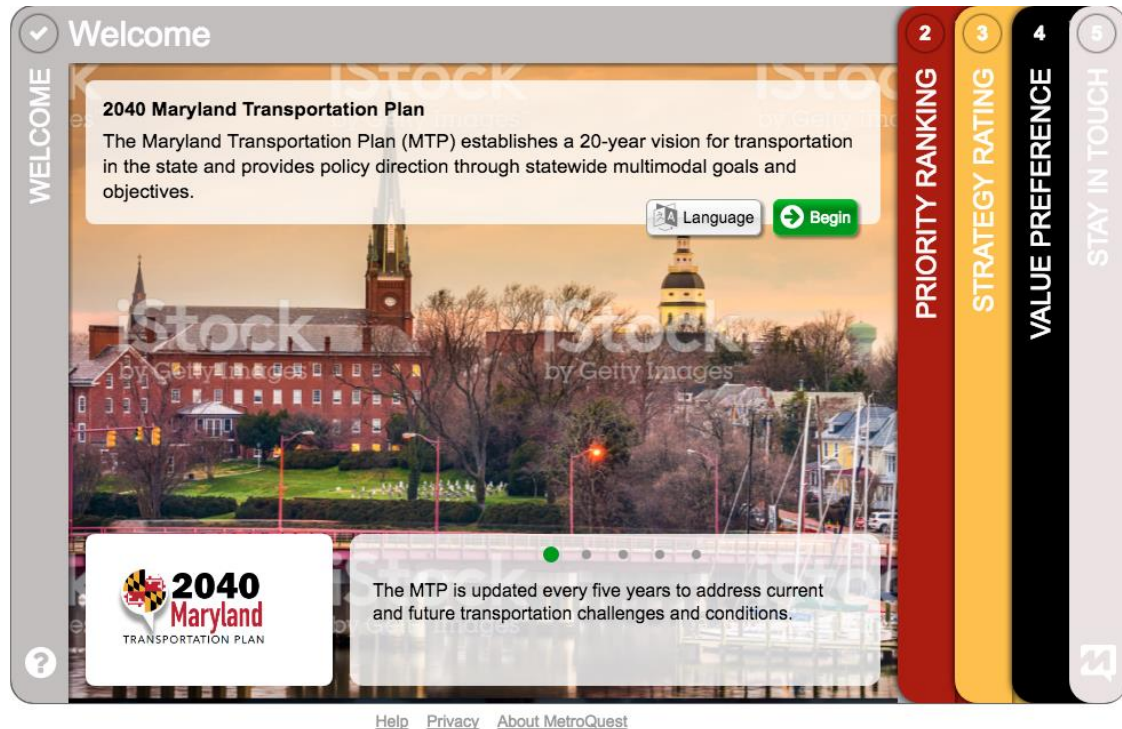 Welcome
WELCOME
2040 Maryland Transportation Plan
The Maryland Transportation Plan (MTP) establishes a 20-year vision for transportation
in the state and provides policy direction through statewide multimodal goals and
objectives.
Language
Begin
iStock
by Getty Images
iStock
by Getty Images
2040
Maryland
TRANSPORTATION PLAN
The MTP is updated every five years to address current
and future transportation challenges and conditions.
?
2
PRIORITY RANKING
3
STRATEGY RATING
4
VALUE PREFERENCE
5
STAY IN TOUCH
Help Privacy About MetroQuest